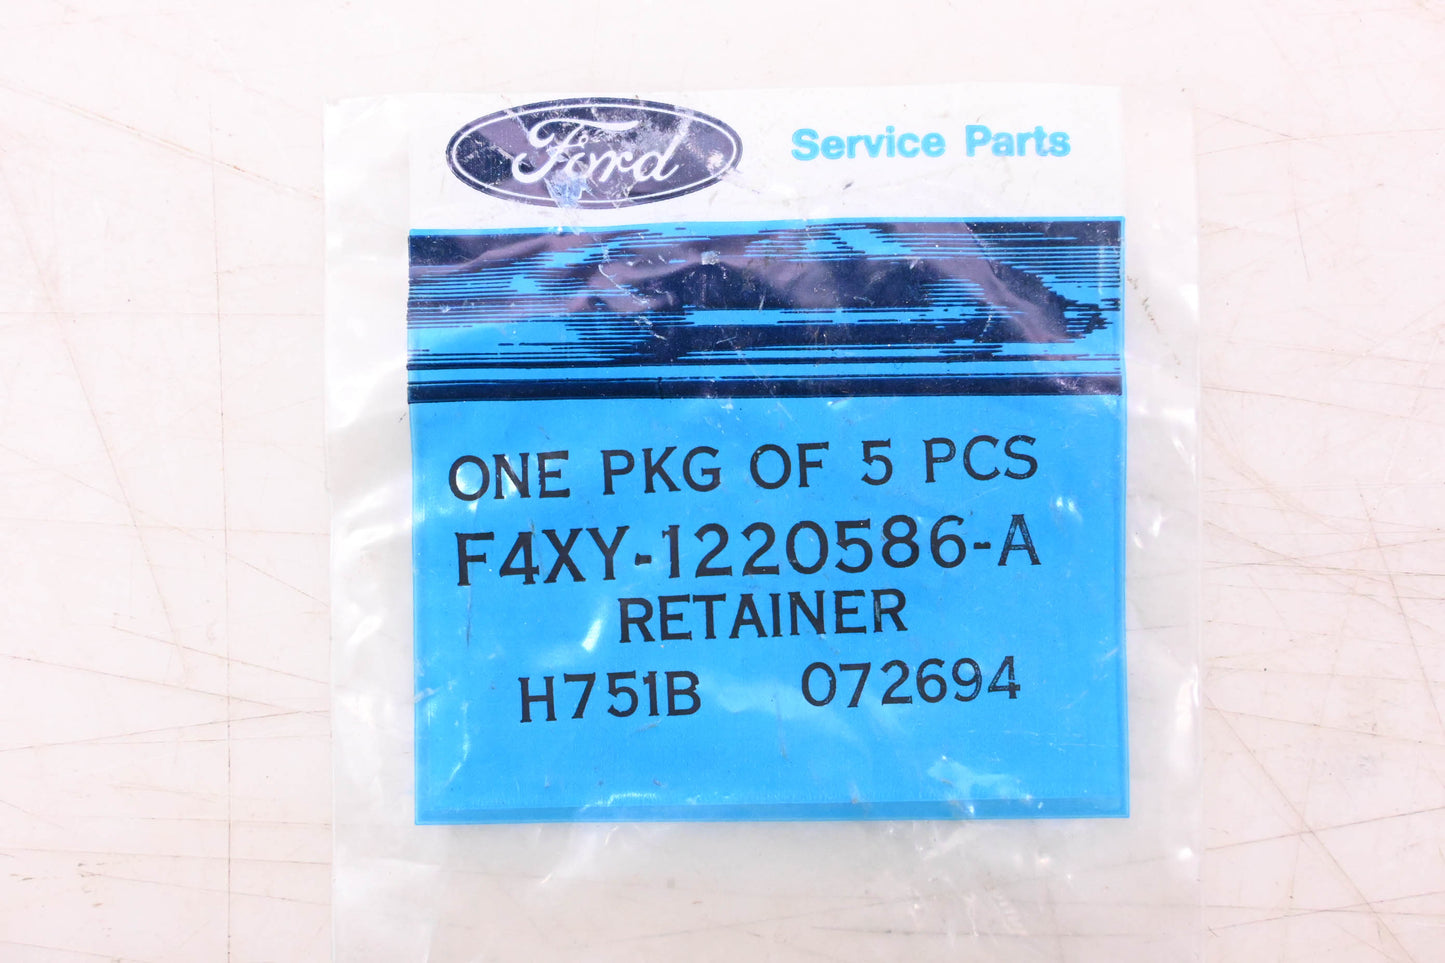 Ford Service Parts
ONE PKG OF 5 PCS
F4XY-1220586-A
RETAINER
H751B 072694